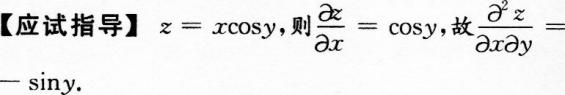 【应试指导】 z = xcosy,则∂z/∂x = cosy,故∂²z/∂x∂y =
− siny.